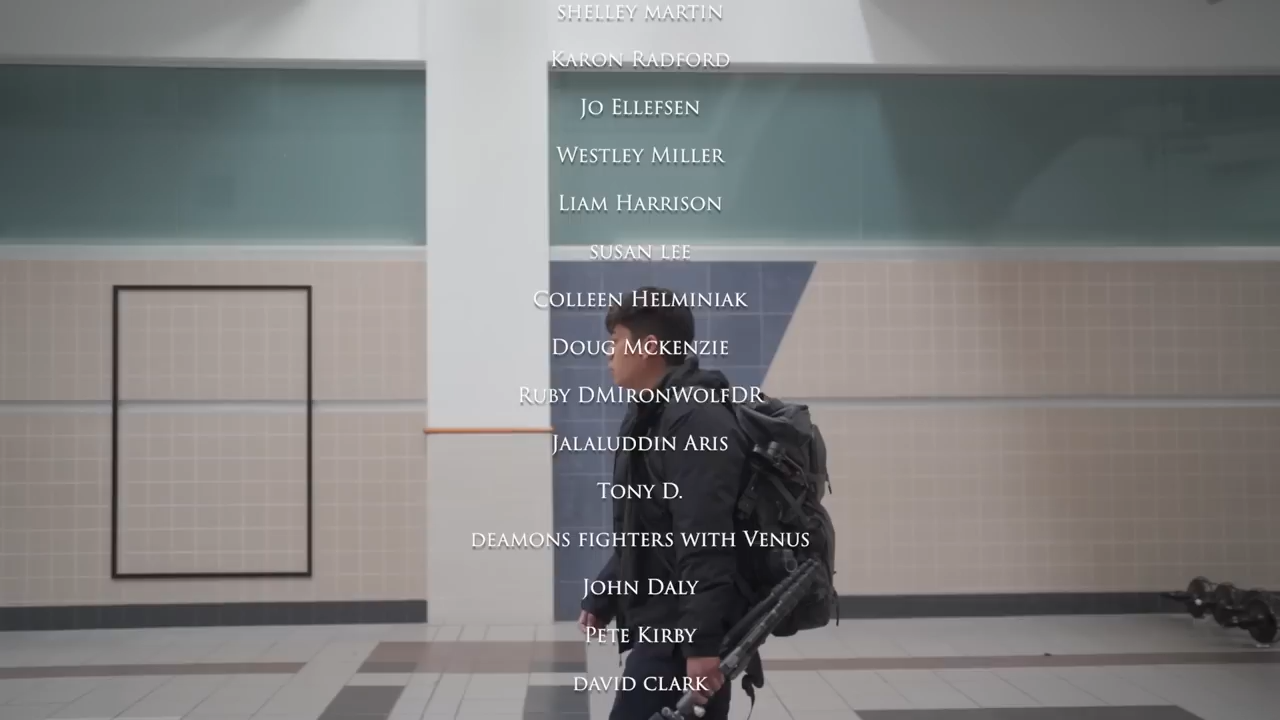 SHELLEY MARTIN
KARON RADFORD
JO ELLEFSEN
WESTLEY MILLER
LIAM HARRISON
SUSAN LEE
COLLEEN HELMINIAK
DOUG MCKENZIE
RUBY DMIRONWOLFDR
JALALUDDIN ARIS
TONY D.
DEAMONS FIGHTERS WITH VENUS
JOHN DALY
PETE KIRBY
DAVID CLARK